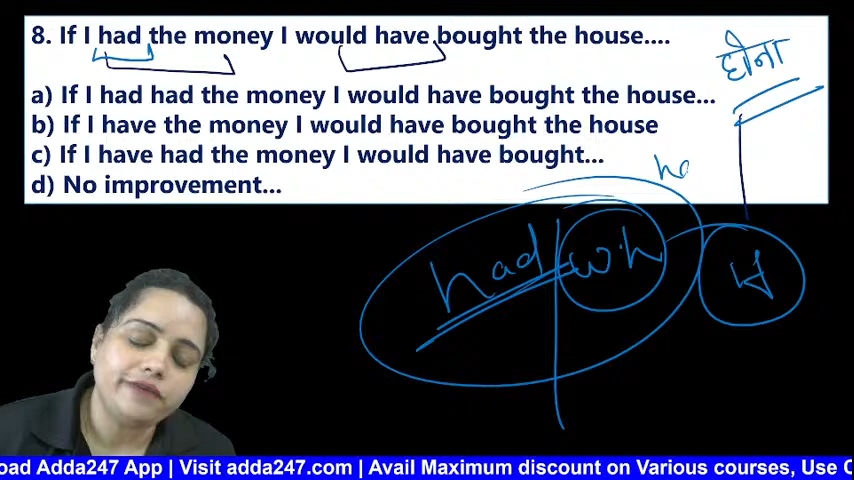 8. If I had the money I would have bought the house....
होना
a) If I had had the money I would have bought the house...
b) If I have the money I would have bought the house
c) If I have had the money I would have bought...
d) No improvement...
had
oad Adda247 App | Visit adda247.com | Avail Maximum discount on Various courses, Use C